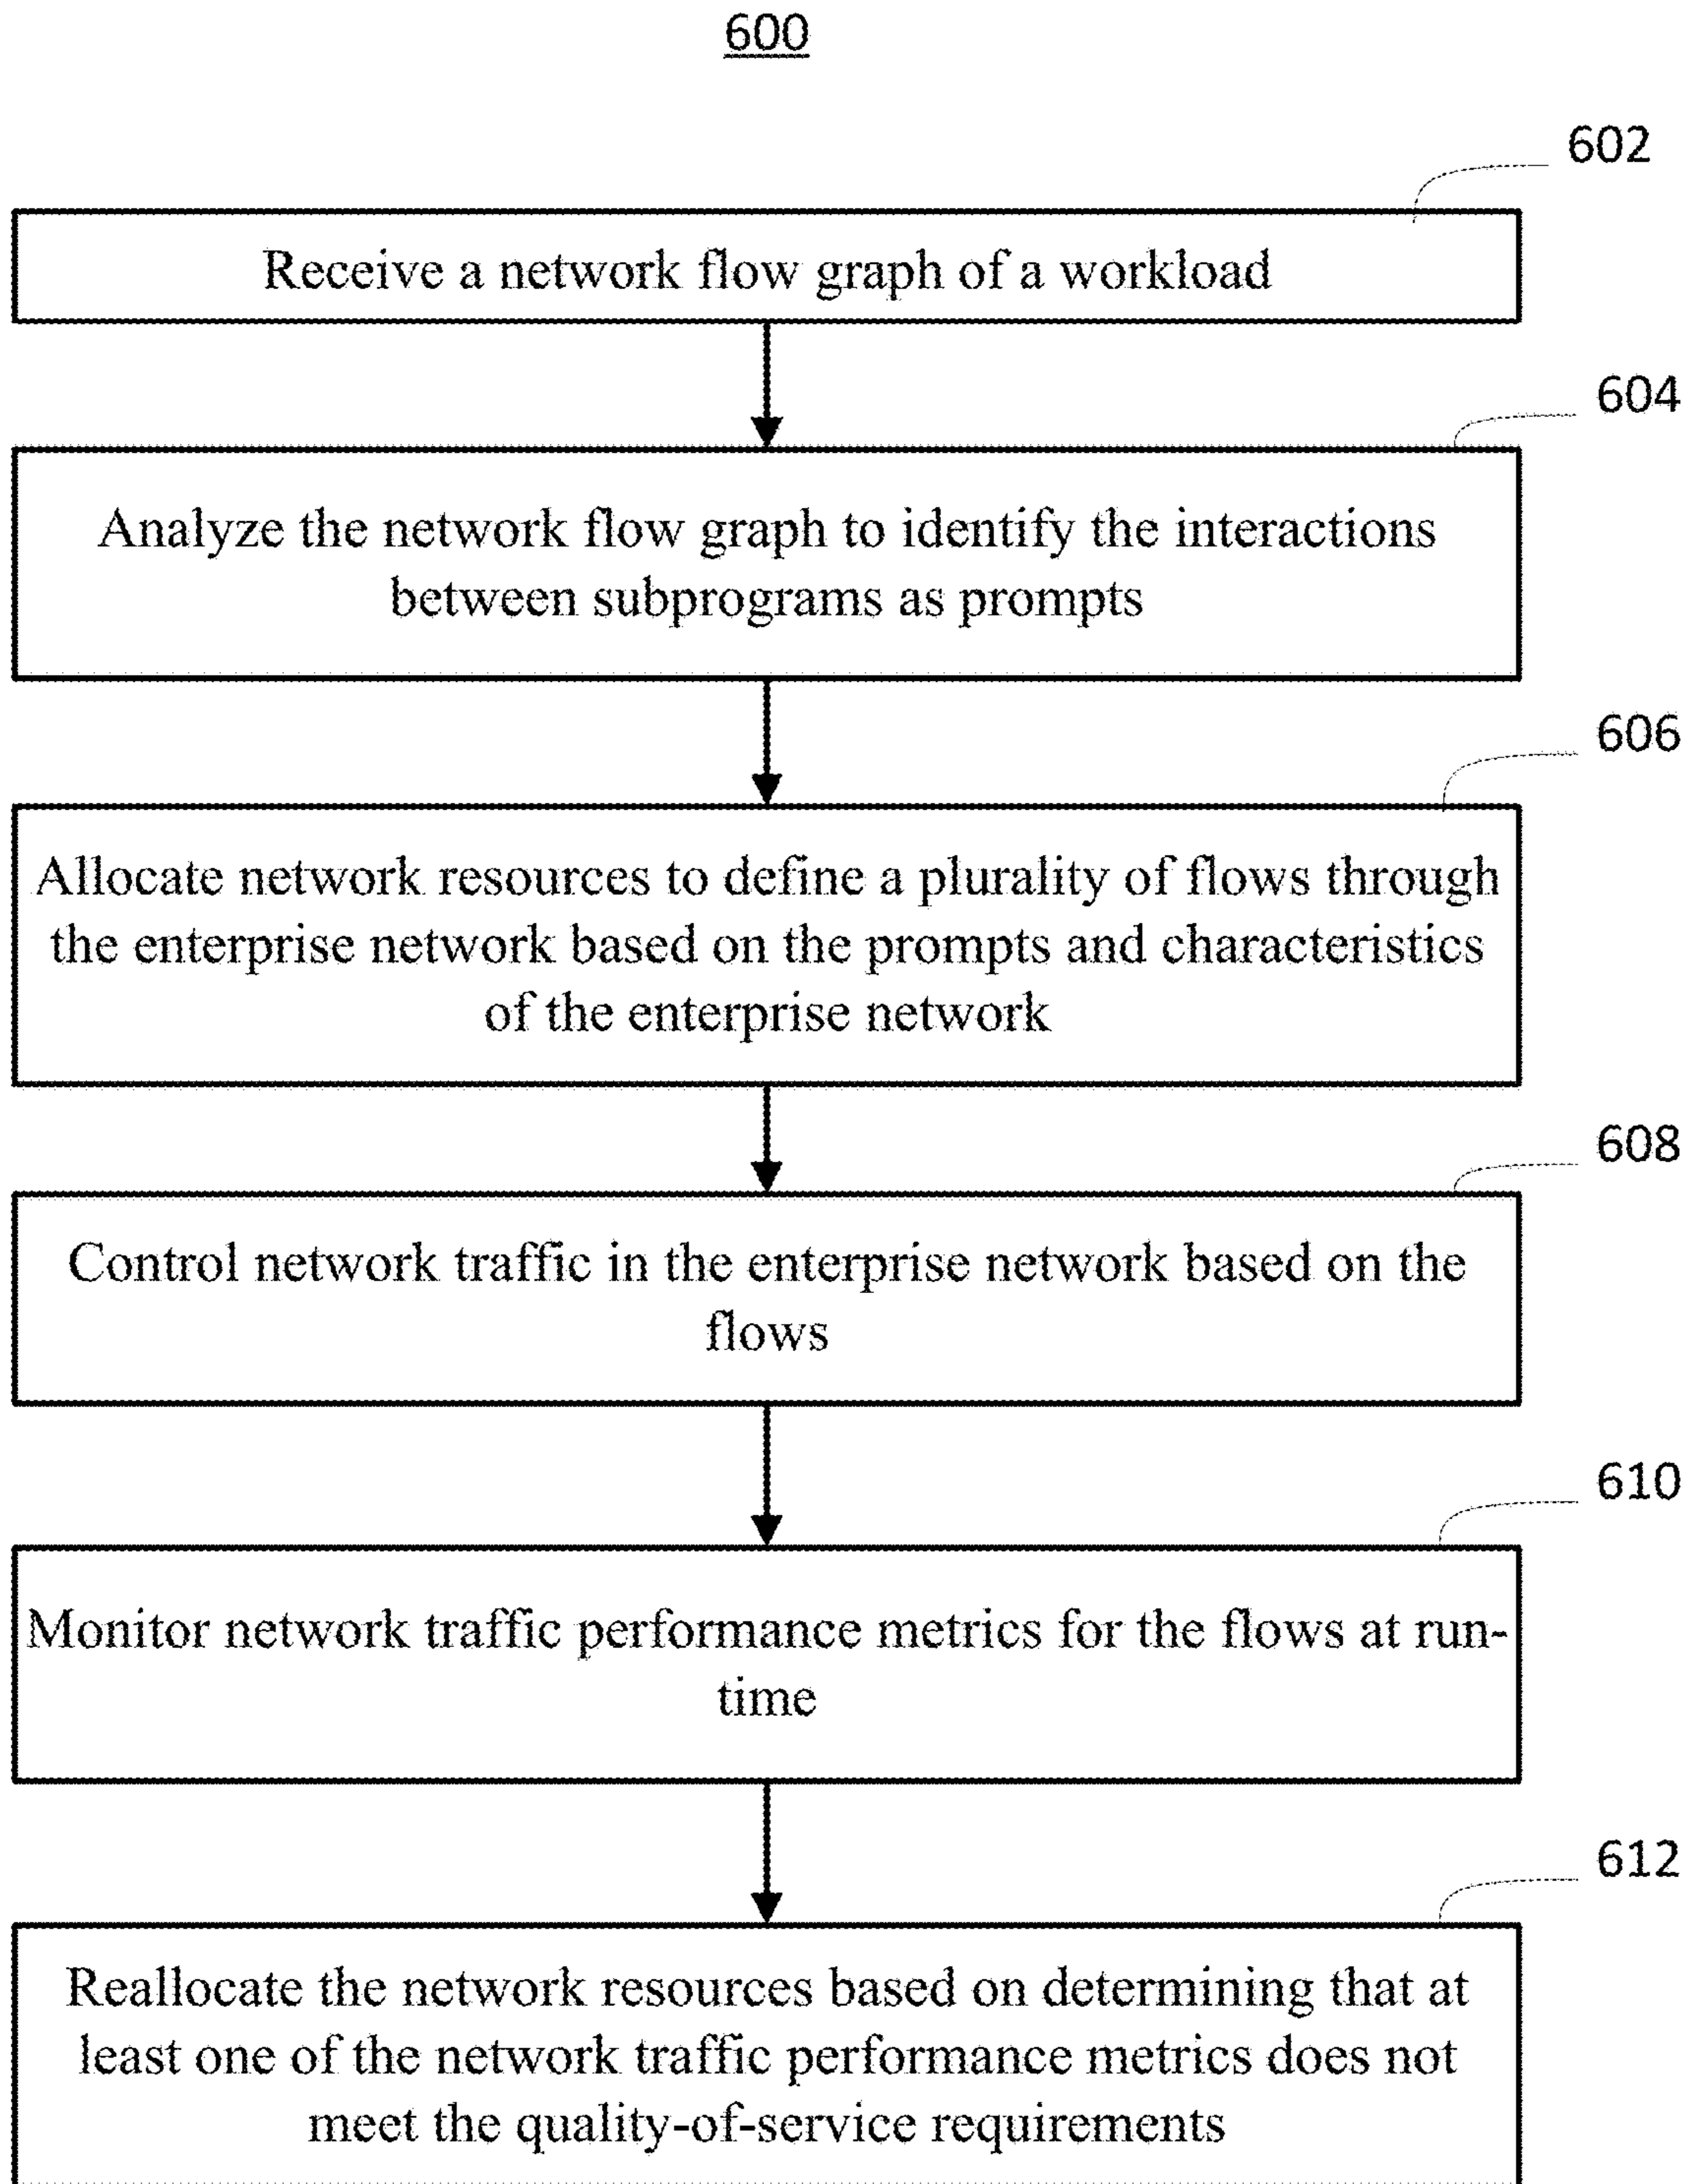 600
602
Receive a network flow graph of a workload
604
Analyze the network flow graph to identify the interactions
between subprograms as prompts
606
Allocate network resources to define a plurality of flows through
the enterprise network based on the prompts and characteristics
of the enterprise network
608
Control network traffic in the enterprise network based on the
flows
610
Monitor network traffic performance metrics for the flows at run-
time
612
Reallocate the network resources based on determining that at
least one of the network traffic performance metrics does not
meet the quality-of-service requirements